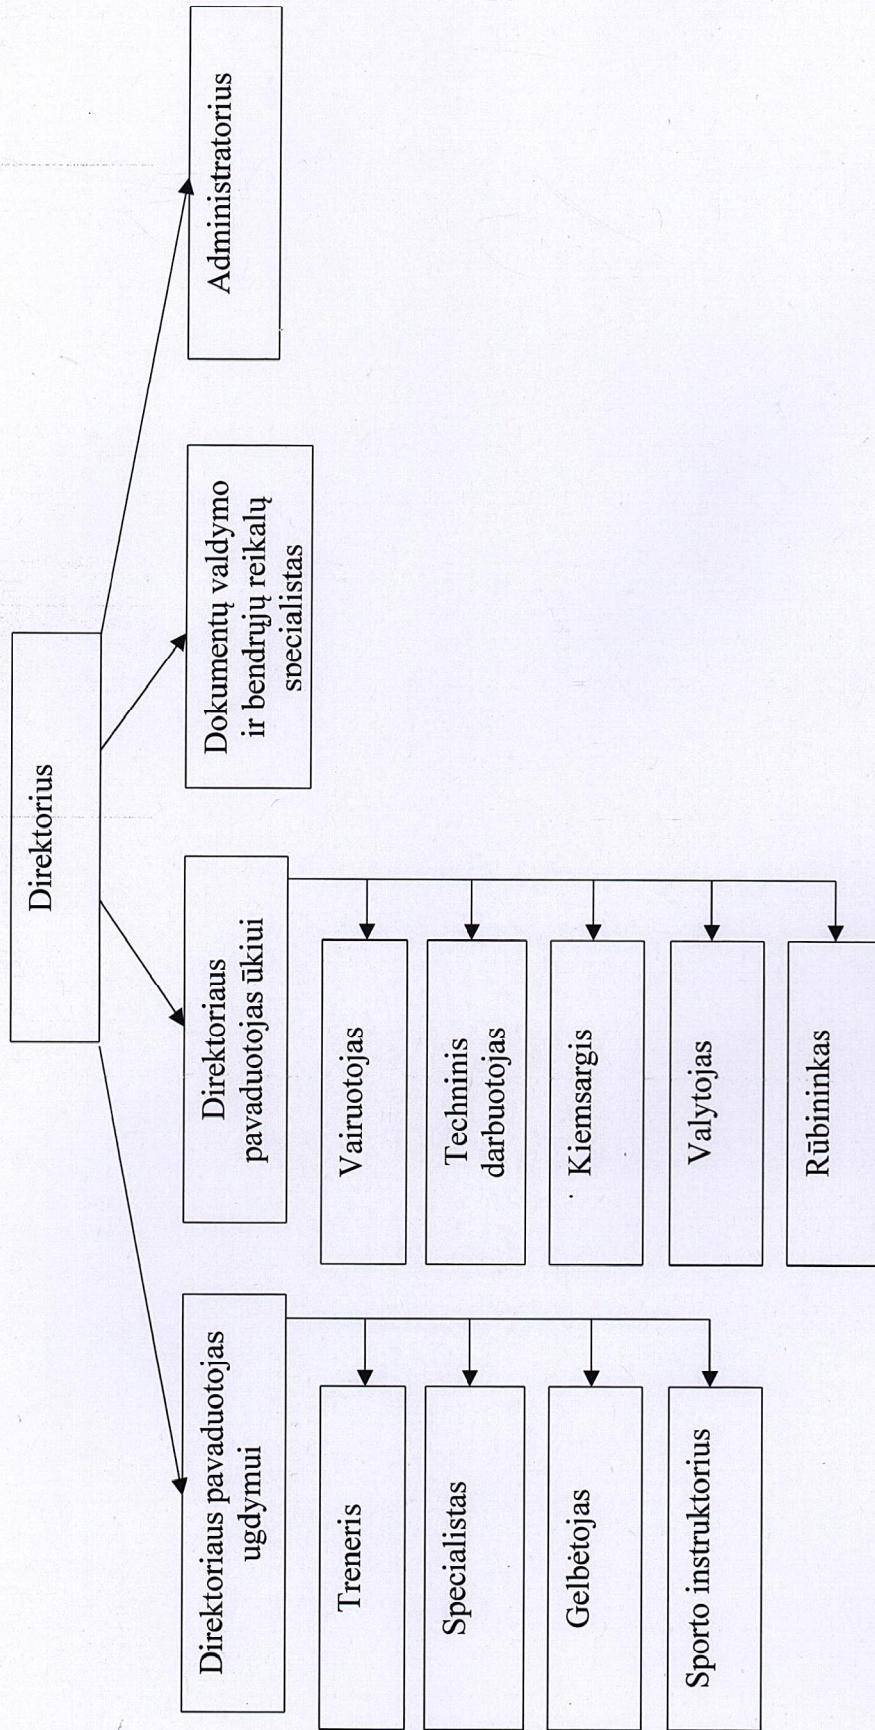 Direktorius
Direktoriaus pavaduotojas
ugdymui
Direktoriaus
pavaduotojas ūkiui
Dokumentų valdymo
ir bendrųjų reikalų
specialistas
Administratorius
Treneris
Specialistas
Gelbėtojas
Sporto instruktorius
Vairuotojas
Techninis
darbuotojas
Kiemsargis
Valytojas
Rūbininkas